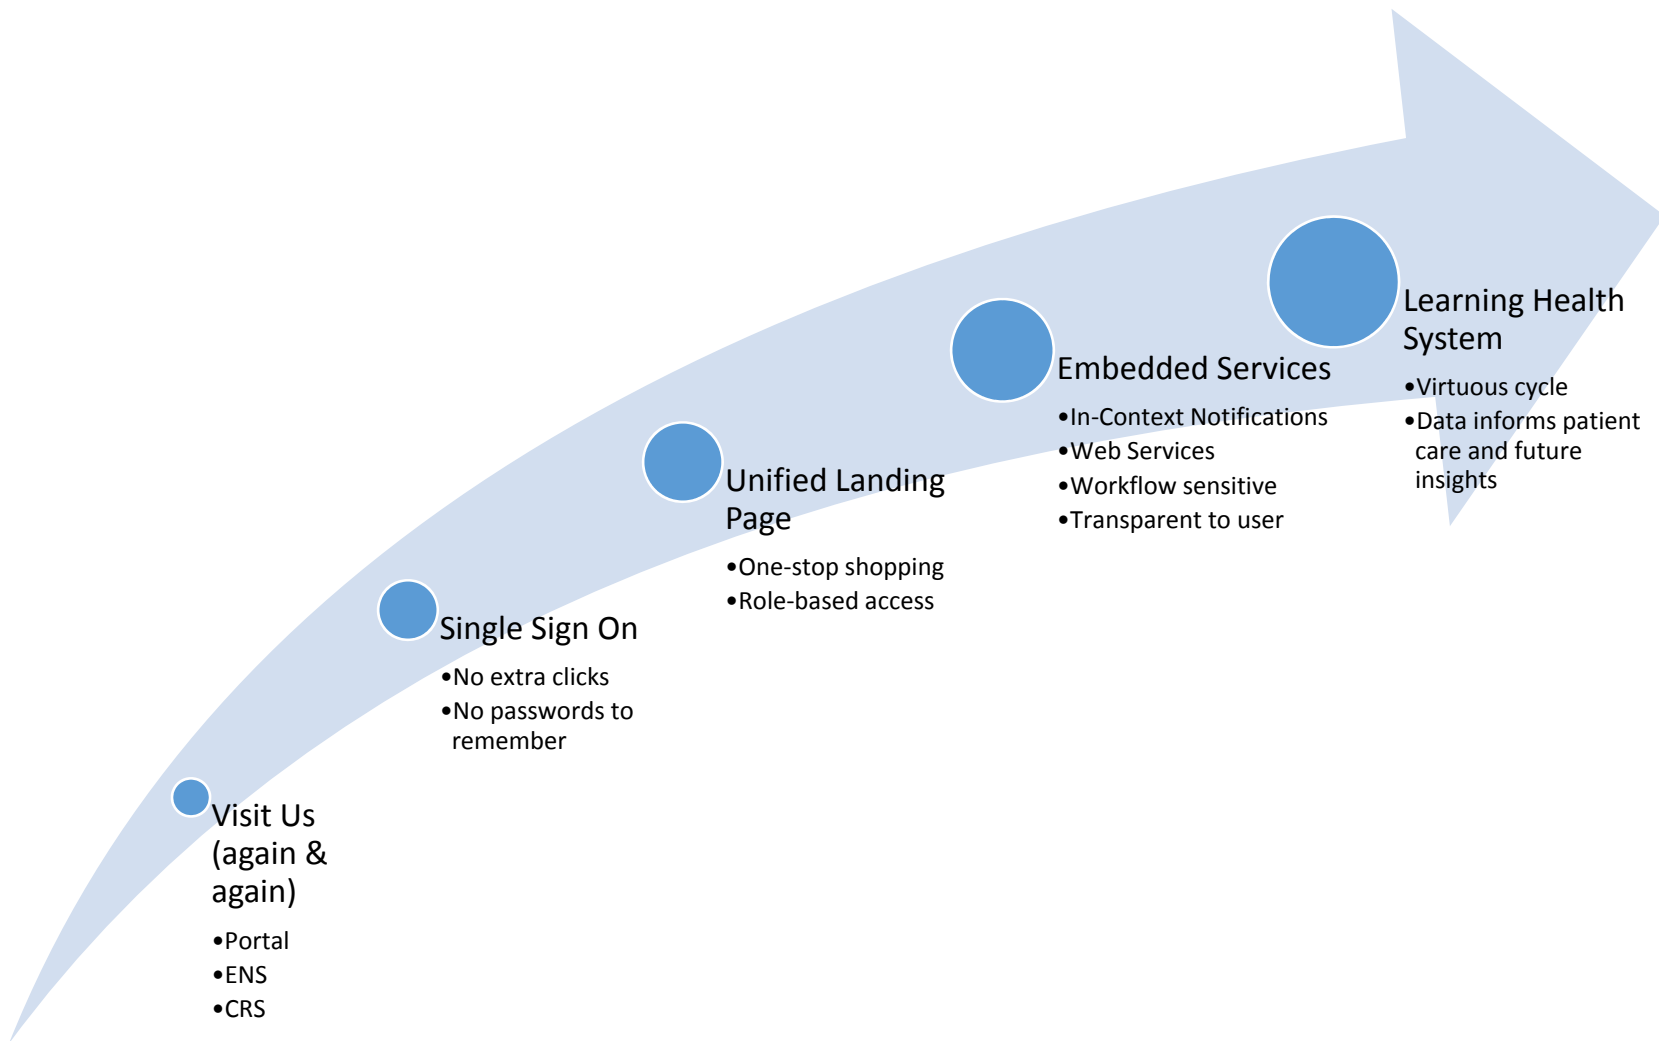 Visit Us
(again &
again)
•Portal
•ENS
•CRS
Single Sign On
•No extra clicks
•No passwords to
remember
Unified Landing
Page
•One-stop shopping
•Role-based access
Embedded Services
•In-Context Notifications
•Web Services
•Workflow sensitive
•Transparent to user
Learning Health
System
•Virtuous cycle
•Data informs patient
care and future
insights